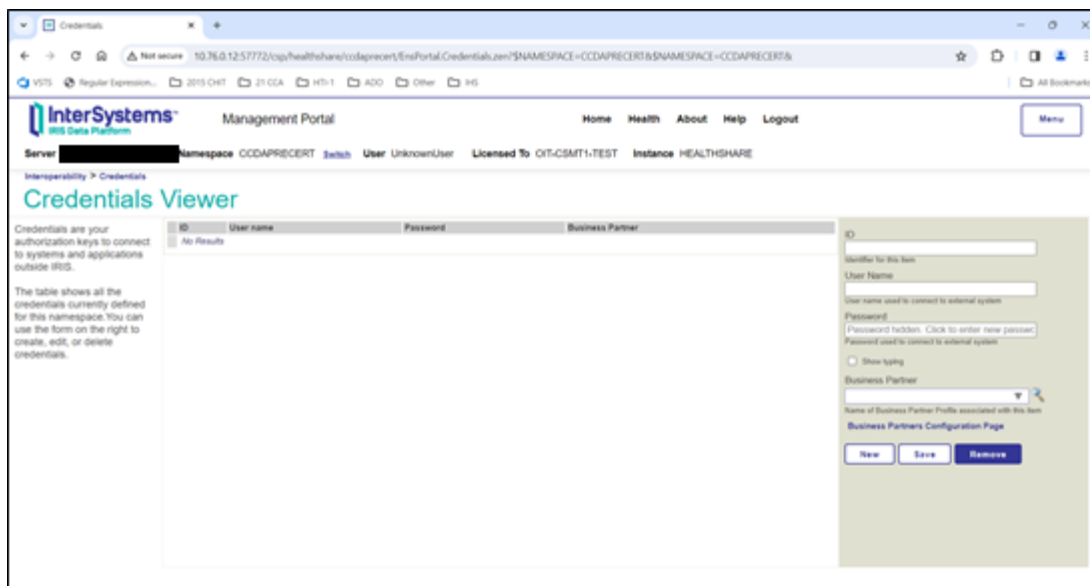 Credentials
Not secure 10.76.0.12:57772/csp/healthshare/ccdaprecert/EnsPortal.Credentials.zen?$NAMESPACE=CCDAPRECERT&$NAMESPACE=CCDAPRECERT&
VSTS Regular Expression... 2015 CHIT 21 CCA HTI-1 ADO Other IHS All Bookmarks
InterSystems™
IRIS Data Platform
Management Portal Home Health About Help Logout Menu
Server Namespace CCDAPRECERT Switch User UnknownUser Licensed To OIT-CSMT1-TEST Instance HEALTHSHARE
Interoperability > Credentials
Credentials Viewer
Credentials are your
authorization keys to connect
to systems and applications
outside IRIS.
The table shows all the
credentials currently defined
for this namespace.You can
use the form on the right to
create, edit, or delete
credentials.
ID User name Password Business Partner
No Results
ID
Identifier for this item
User Name
User name used to connect to external system
Password
Password hidden. Click to enter new passwc
Password used to connect to external system
Show typing
Business Partner
Name of Business Partner Profile associated with this item
Business Partners Configuration Page
New Save Remove